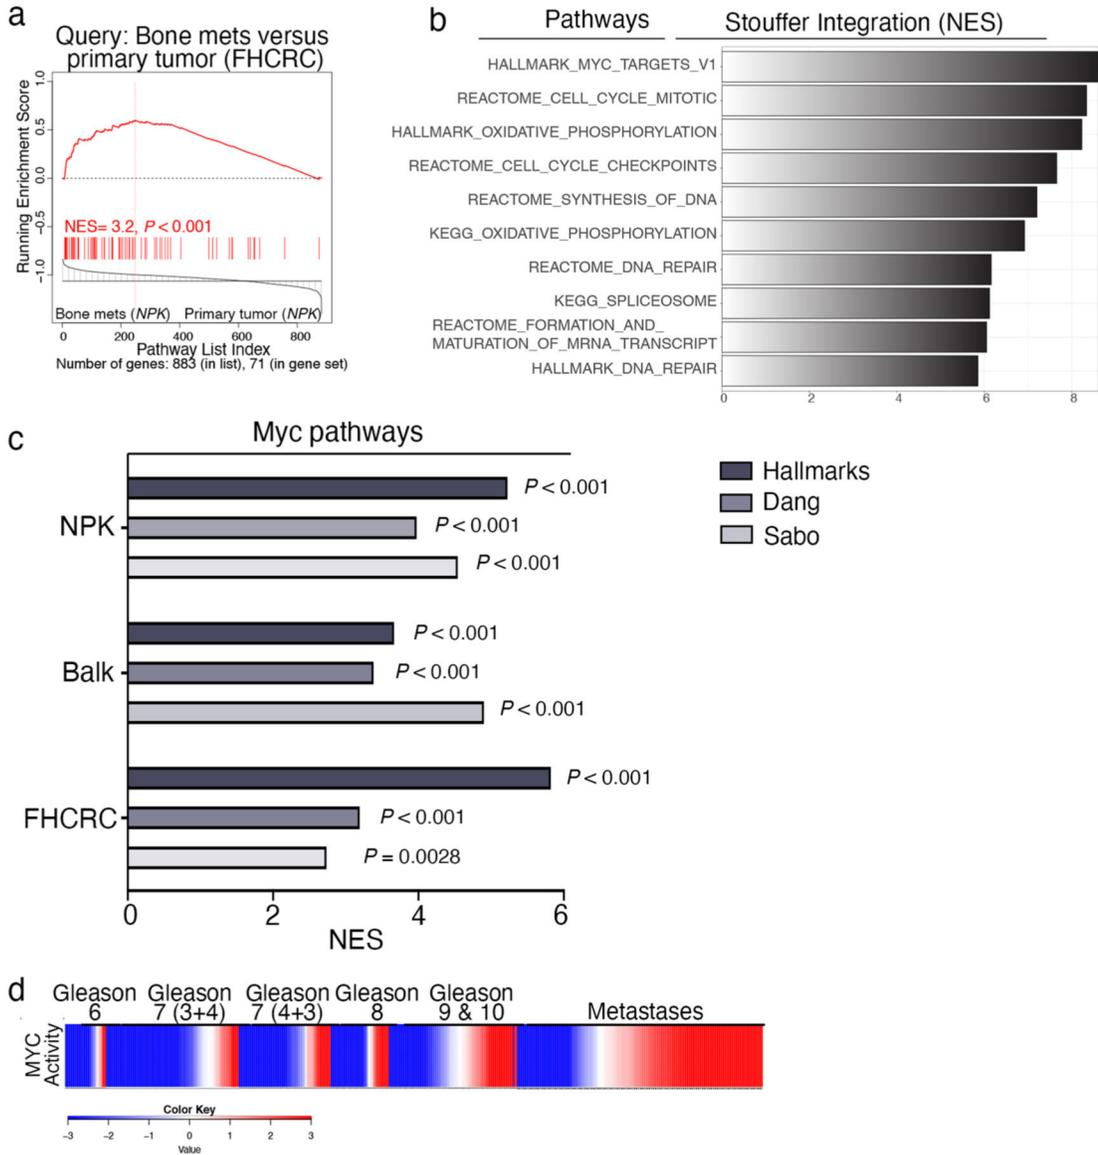 a
Query: Bone mets versus
primary tumor (FHCRC)
Running Enrichment Score
1.0
0.5
0.0
−0.5
−1.0
NES= 3.2, P < 0.001
Bone mets (NPK) Primary tumor (NPK)
0 200 400 600 800
Pathway List Index
Number of genes: 883 (in list), 71 (in gene set)
b
Pathways Stouffer Integration (NES)
HALLMARK_MYC_TARGETS_V1
REACTOME_CELL_CYCLE_MITOTIC
HALLMARK_OXIDATIVE_PHOSPHORYLATION
REACTOME_CELL_CYCLE_CHECKPOINTS
REACTOME_SYNTHESIS_OF_DNA
KEGG_OXIDATIVE_PHOSPHORYLATION
REACTOME_DNA_REPAIR
KEGG_SPLICEOSOME
REACTOME_FORMATION_AND_
MATURATION_OF_MRNA_TRANSCRIPT
HALLMARK_DNA_REPAIR
0 2 4 6 8
c
Myc pathways
Hallmarks
Dang
Sabo
NPK
P < 0.001
P < 0.001
P < 0.001
Balk
P < 0.001
P < 0.001
P < 0.001
FHCRC
P < 0.001
P < 0.001
P = 0.0028
0 2 4 6
NES
d
Gleason Gleason Gleason Gleason Gleason
6 7 (3+4) 7 (4+3) 8 9 & 10 Metastases
MYC
Activity
Color Key
−3 −2 −1 0 1 2 3
Value